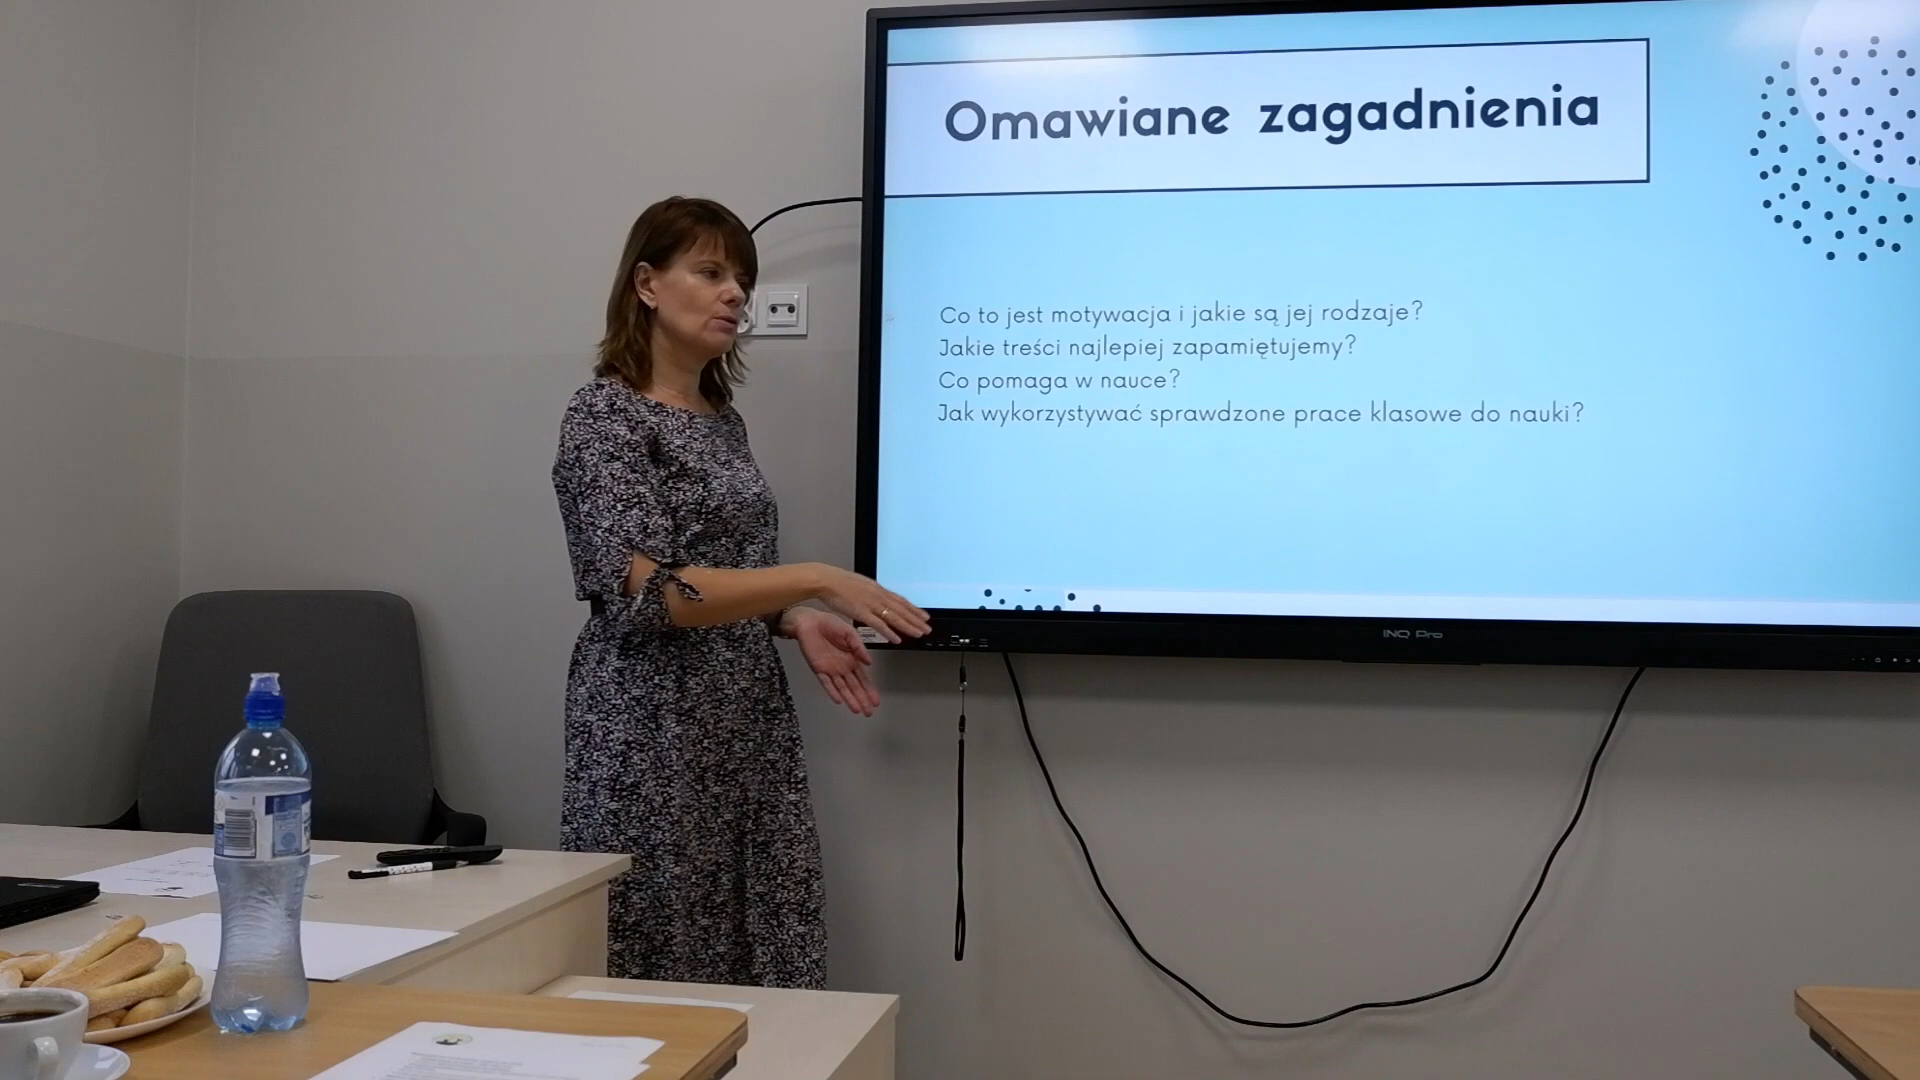 Omawiane zagadnienia
Co to jest motywacja i jakie są jej rodzaje?
Jakie treści najlepiej zapamiętujemy?
Co pomaga w nauce?
Jak wykorzystywać sprawdzone prace klasowe do nauki?
INQ Pro